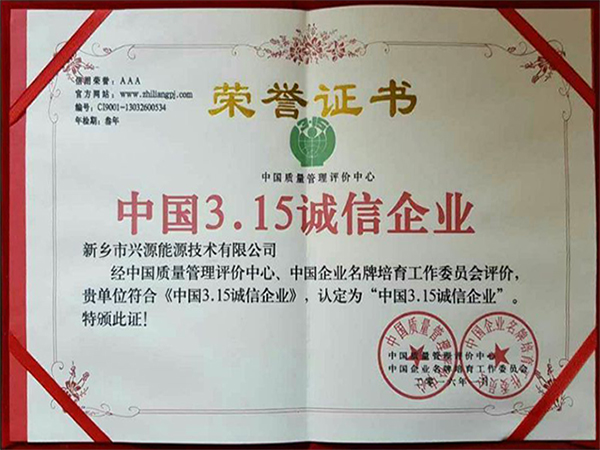 信照荣誉：AAA
官方网站：www.zhiliangpj.com
编号：CI9001-13032600534
年检期：叁年
荣誉证书
中国质量管理评价中心
中国3.15诚信企业
新乡市兴源能源技术有限公司
经中国质量管理评价中心、中国企业名牌培育工作委员会评价，
贵单位符合《中国3.15诚信企业》，认定为“中国3.15诚信企业”。
特颁此证！
中国质量管理评价中心
中国企业名牌培育工作委员会